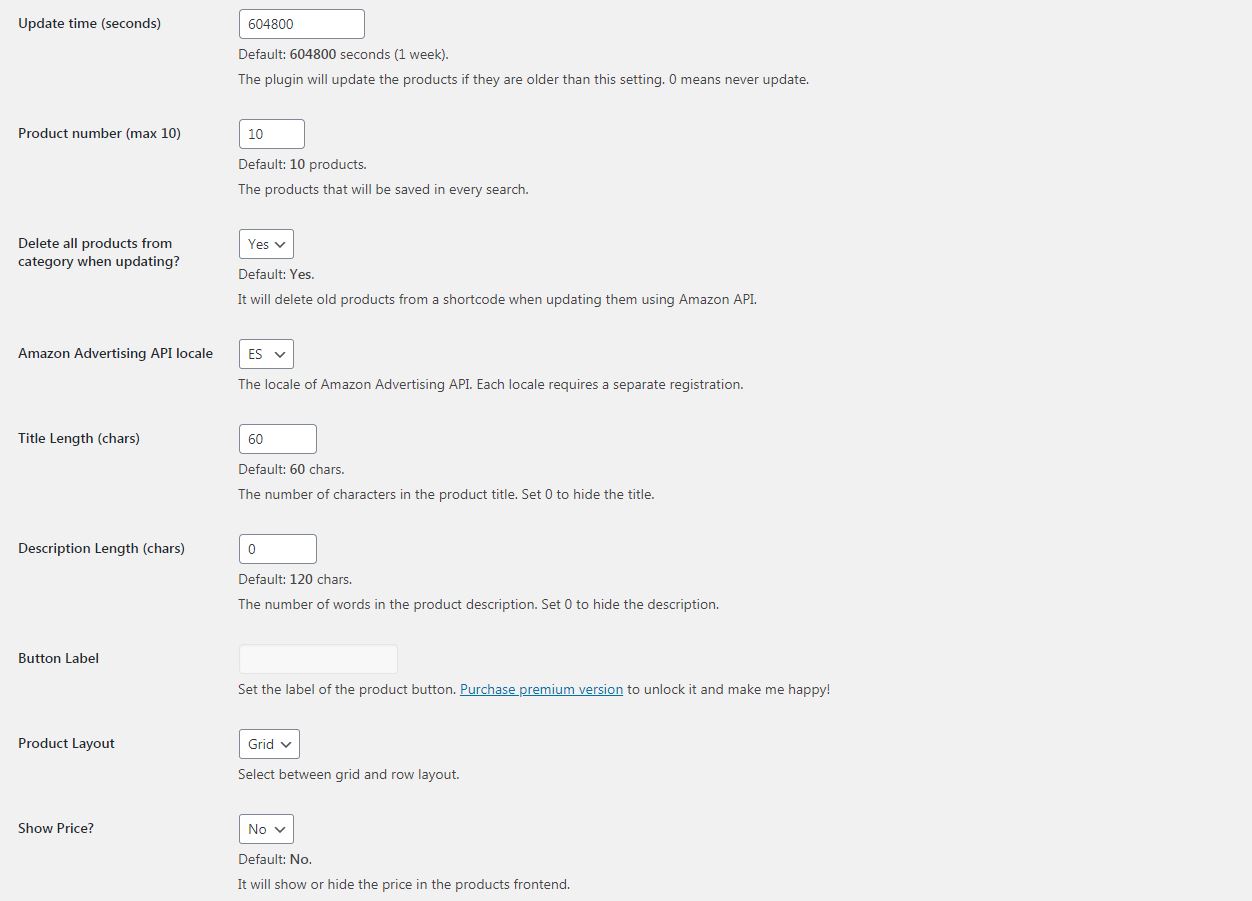 Update time (seconds)
604800
Default: 604800 seconds (1 week).
The plugin will update the products if they are older than this setting. 0 means never update.
Product number (max 10)
10
Default: 10 products.
The products that will be saved in every search.
Delete all products from
category when updating?
Yes
Default: Yes.
It will delete old products from a shortcode when updating them using Amazon API.
Amazon Advertising API locale
ES
The locale of Amazon Advertising API. Each locale requires a separate registration.
Title Length (chars)
60
Default: 60 chars.
The number of characters in the product title. Set 0 to hide the title.
Description Length (chars)
0
Default: 120 chars.
The number of words in the product description. Set 0 to hide the description.
Button Label
Set the label of the product button. Purchase premium version to unlock it and make me happy!
Product Layout
Grid
Select between grid and row layout.
Show Price?
No
Default: No.
It will show or hide the price in the products frontend.